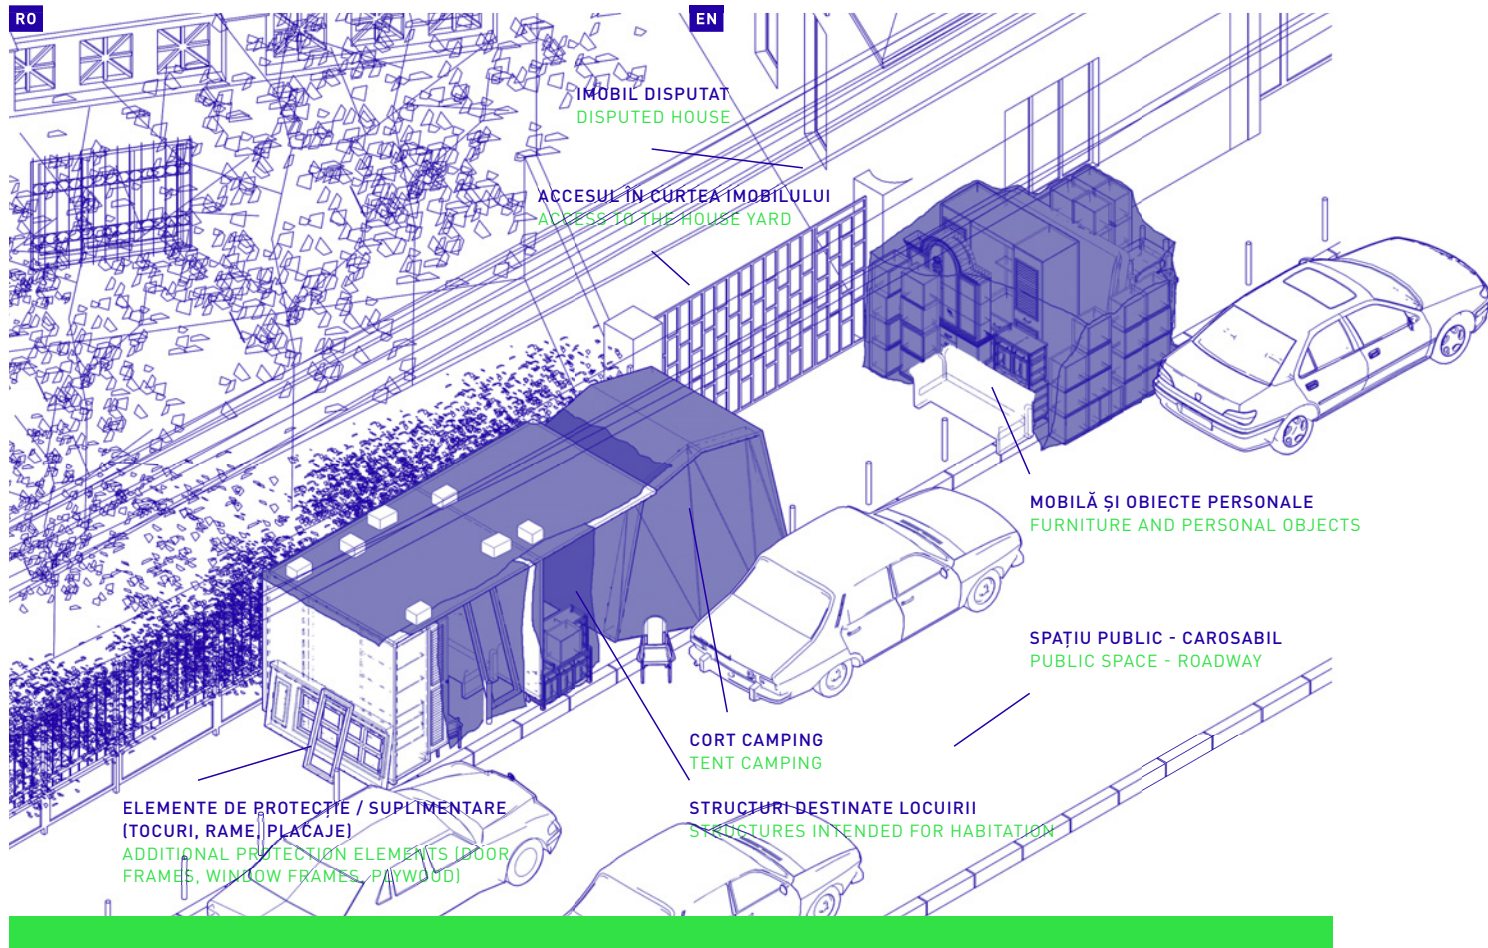 RO
EN
IMOBIL DISPUTAT
DISPUTED HOUSE
ACCESUL ÎN CURTEA IMOBILULUI
ACCESS TO THE HOUSE YARD
MOBILĂ ȘI OBIECTE PERSONALE
FURNITURE AND PERSONAL OBJECTS
SPAȚIU PUBLIC - CAROSABIL
PUBLIC SPACE - ROADWAY
CORT CAMPING
TENT CAMPING
ELEMENTE DE PROTECȚIE / SUPLIMENTARE
(TOCURI, RAME, PLACAJE)
ADDITIONAL PROTECTION ELEMENTS (DOOR
FRAMES, WINDOW FRAMES, PLYWOOD)
STRUCTURI DESTINATE LOCUIRII
STRUCTURES INTENDED FOR HABITATION